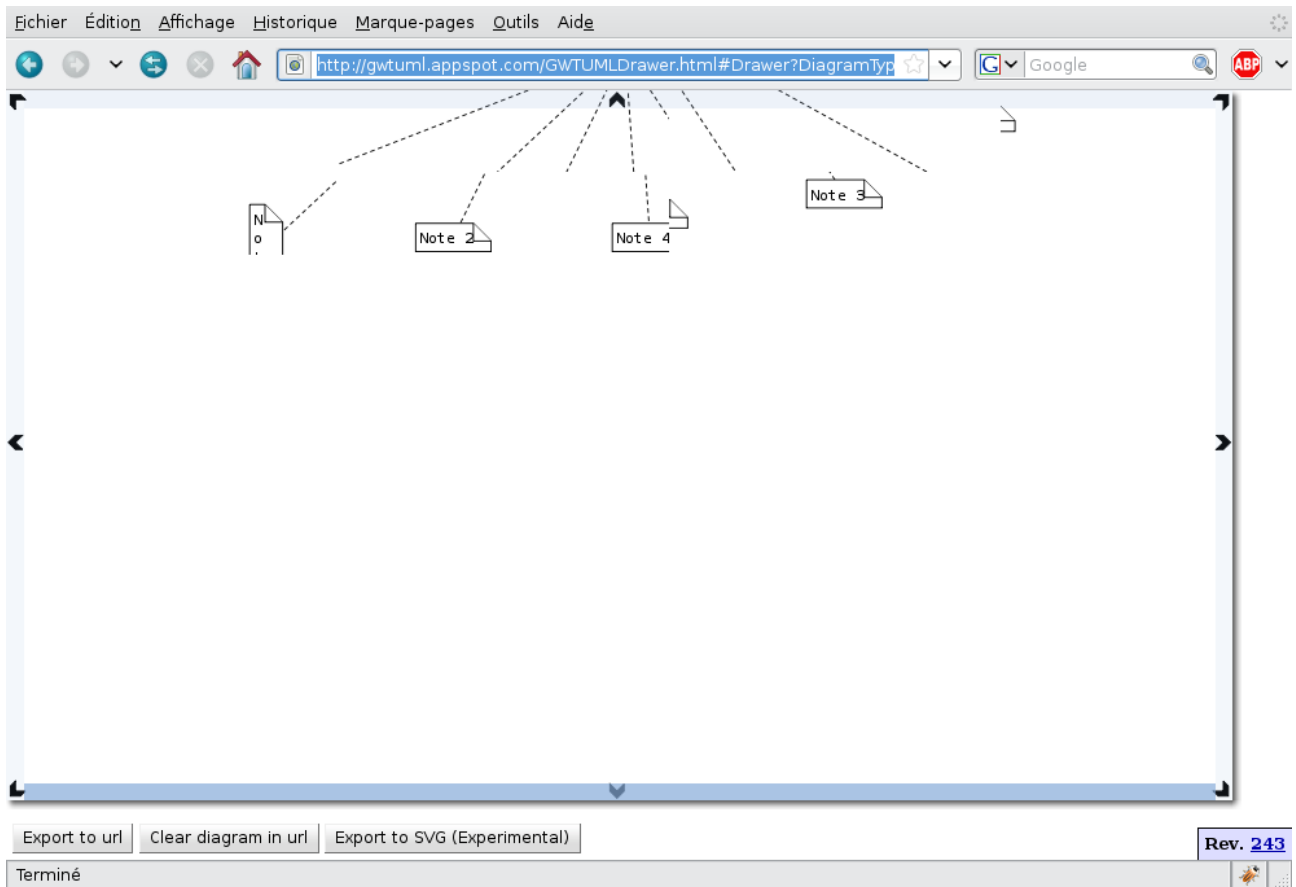 Fichier Édition Affichage Historique Marque-pages Outils Aide
http://gwtuml.appspot.com/GWTUMLDrawer.html#Drawer?DiagramTyp
Google
ABP
Note 3
N
o
Note 2
Note 4
Export to url Clear diagram in url Export to SVG (Experimental)
Rev. 243
Terminé